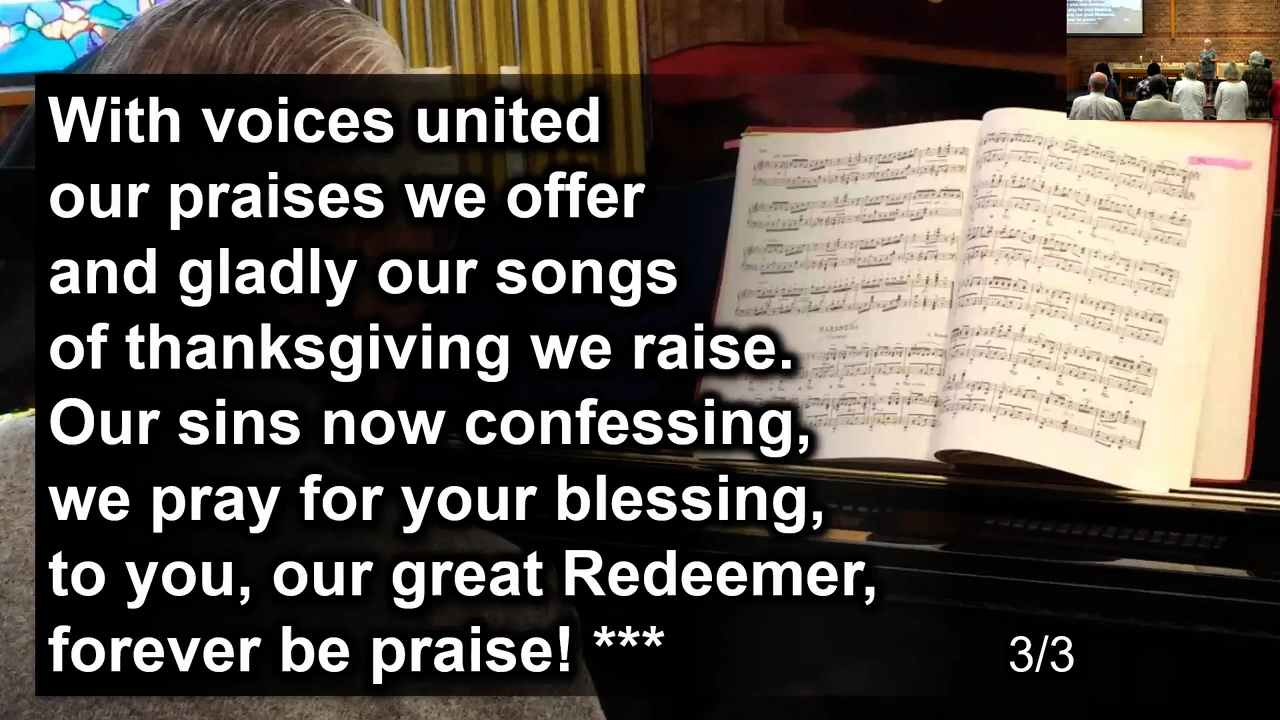 With voices united
our praises we offer
and gladly our songs
of thanksgiving we raise.
Our sins now confessing,
we pray for your blessing,
to you, our great Redeemer,
forever be praise! ***
3/3
HABANERA